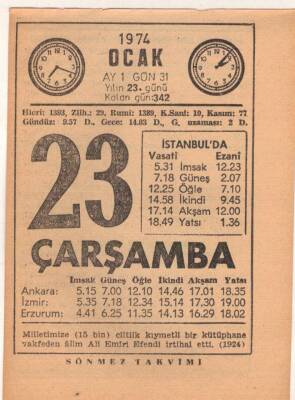 1974
OCAK
AY 1 GÜN 31
Yılın 23. günü
Kalan gün: 342
Hicri: 1393, Zilh.: 29, Rumi: 1389, K.Sani: 10, Kasım: 77
Gündüz: 9.57 D., Gece: 14.03 D., G. uzaması: 2 D.
23
ÇARŞAMBA
İSTANBUL'DA
Vasati Ezani
5.31 İmsak 12.23
7.18 Güneş 2.07
12.25 Öğle 7.10
14.58 İkindi 9.45
17.14 Akşam 12.00
18.49 Yatsı 1.36
İmsak Güneş Öğle İkindi Akşam Yatsı
Ankara: 5.15 7.00 12.10 14.46 17.01 18.35
İzmir: 5.35 7.18 12.34 15.14 17.30 19.00
Erzurum: 4.41 6.25 11.35 14.13 16.29 18.02
Milletimize (15 bin) ciltlik kıymetli bir kütüphane
vakfeden âlim Ali Emiri Efendi irtihal etti. (1924)
SÖNMEZ TAKVİMİ